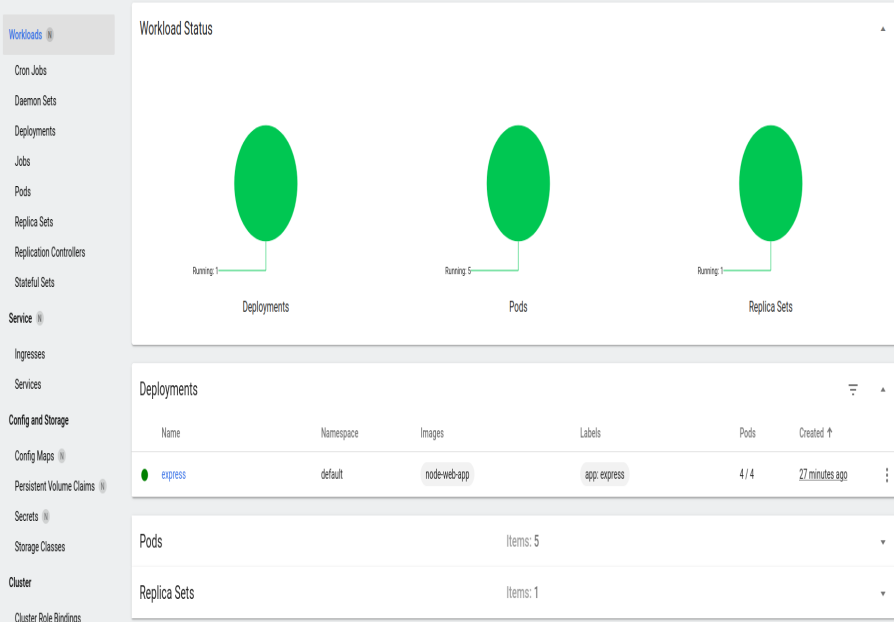 Workloads N
Cron Jobs
Daemon Sets
Deployments
Jobs
Pods
Replica Sets
Replication Controllers
Stateful Sets
Service N
Ingresses
Services
Config and Storage
Config Maps N
Persistent Volume Claims N
Secrets N
Storage Classes
Cluster
Cluster Role Bindings
Workload Status
Running: 1
Deployments
Running: 5
Pods
Running: 1
Replica Sets
Deployments
Name Namespace Images Labels Pods Created ↑
express default node-web-app app: express 4 / 4 27 minutes ago
Pods Items: 5
Replica Sets Items: 1